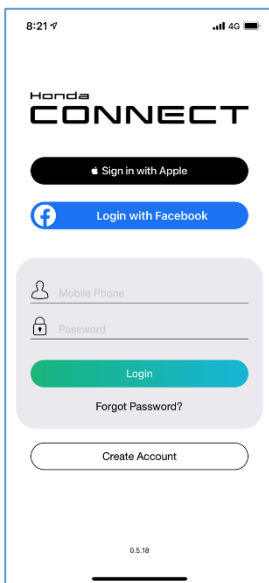 8:21
4G
Honda
CONNECT
Sign in with Apple
Login with Facebook
Mobile Phone
Password
Login
Forgot Password?
Create Account
0.5.18